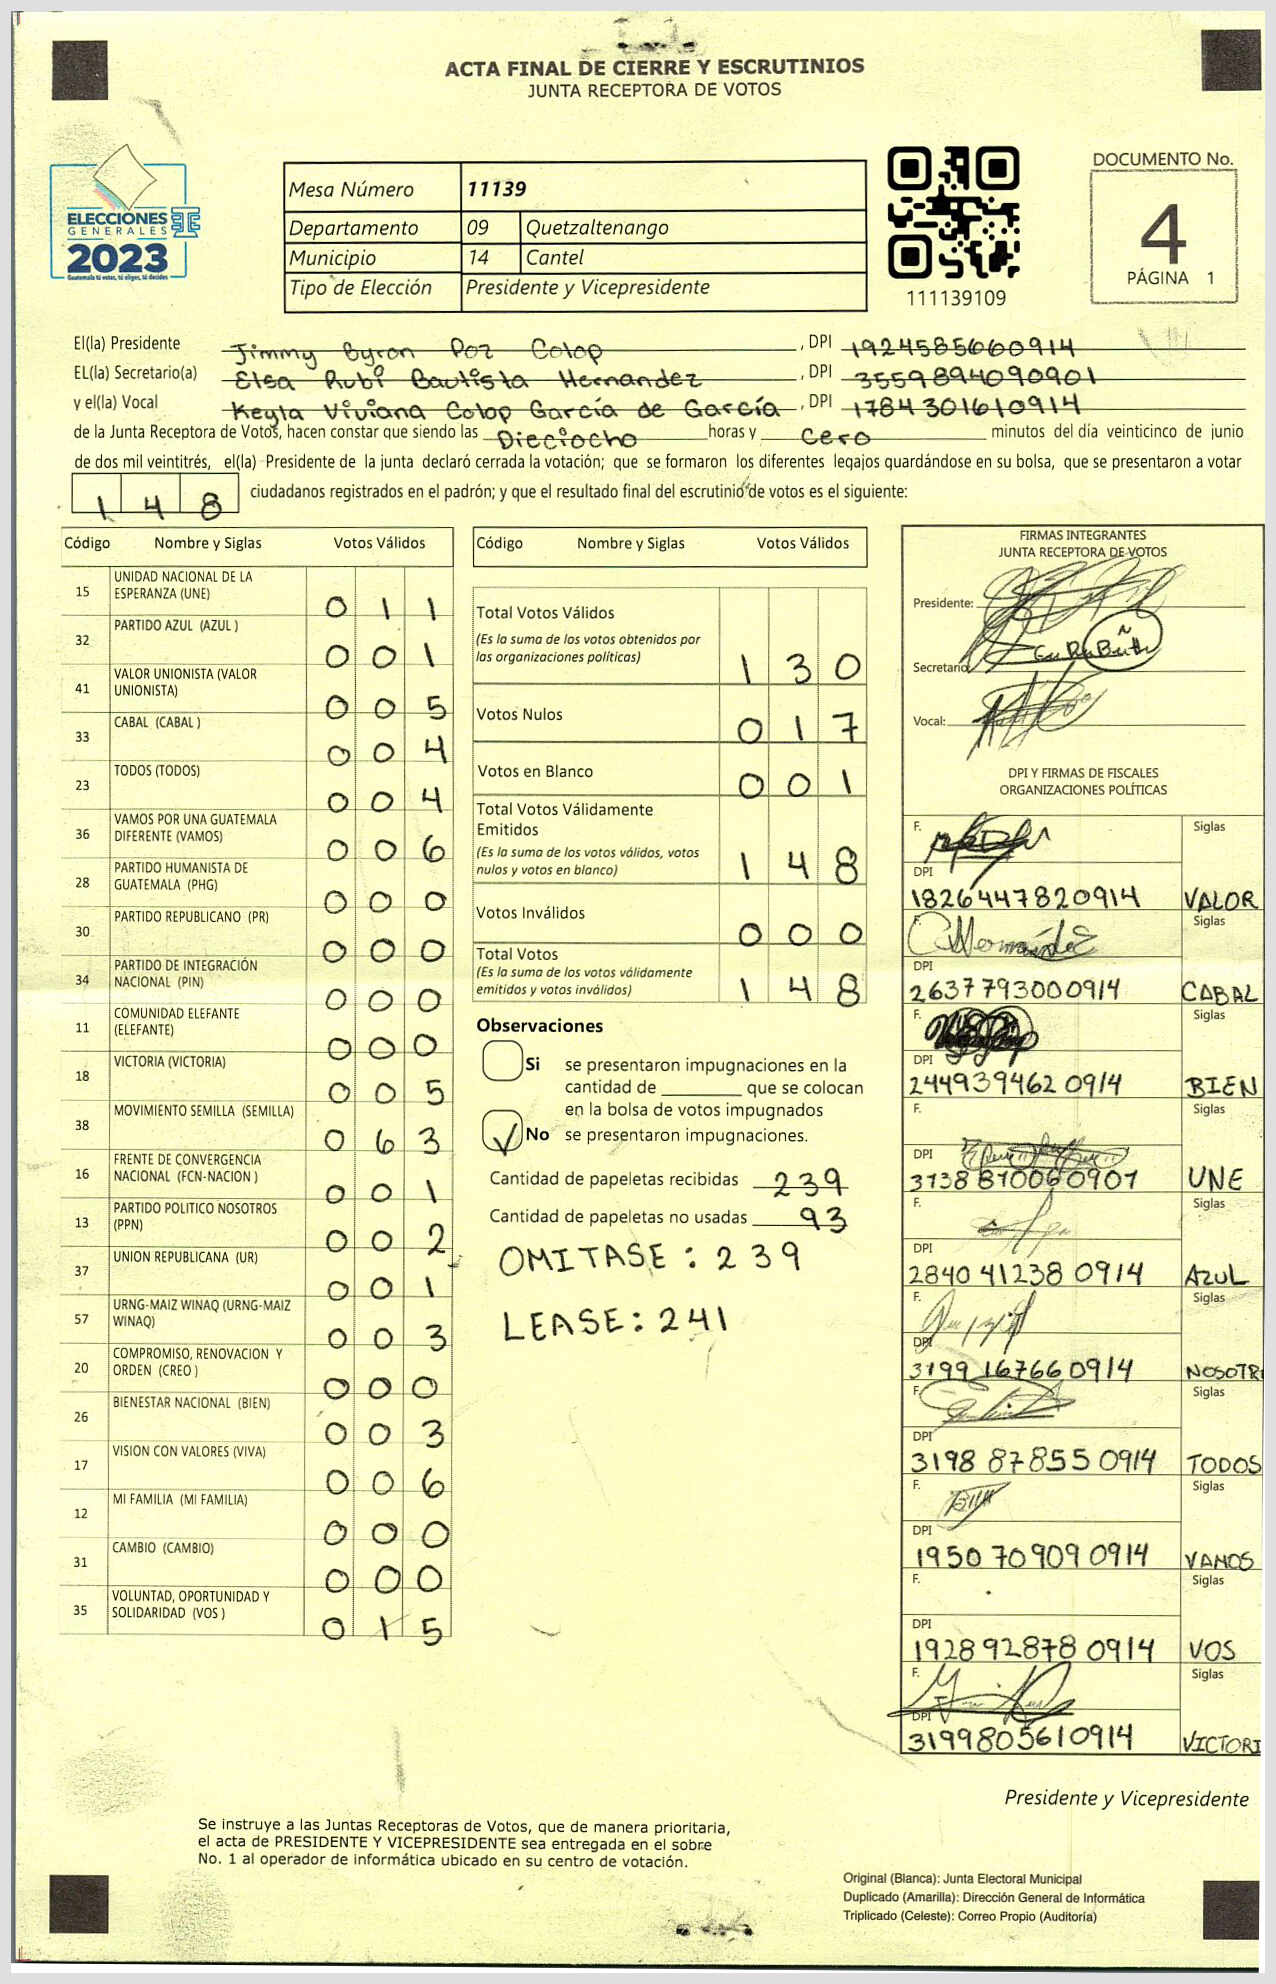 ACTA FINAL DE CIERRE Y ESCRUTINIOS
JUNTA RECEPTORA DE VOTOS
ELECCIONES
GENERALES
2023
Guatemala tú votas, tú eliges, tú decides
Mesa Número 11139
Departamento 09 Quetzaltenango
Municipio 14 Cantel
Tipo de Elección Presidente y Vicepresidente
111139109
DOCUMENTO No.
4
PÁGINA 1
El(la) Presidente Jimmy Byron Poz Colop, DPI 1924585600914
EL(la) Secretario(a) Elsa Rubi Bautista Hernandez, DPI 3559894090901
y el(la) Vocal Keyla Viviana Colop García de García, DPI 1784301610914
de la Junta Receptora de Votos, hacen constar que siendo las Dieciocho horas y cero minutos del día veinticinco de junio
de dos mil veintitrés, el(la) Presidente de la junta declaró cerrada la votación; que se formaron los diferentes legajos guardándose en su bolsa, que se presentaron a votar
148 ciudadanos registrados en el padrón; y que el resultado final del escrutinio de votos es el siguiente:
Código Nombre y Siglas Votos Válidos
15 UNIDAD NACIONAL DE LA ESPERANZA (UNE) 0 1 1
32 PARTIDO AZUL (AZUL ) 0 0 1
41 VALOR UNIONISTA (VALOR UNIONISTA) 0 0 5
33 CABAL (CABAL ) 0 0 4
23 TODOS (TODOS) 0 0 4
36 VAMOS POR UNA GUATEMALA DIFERENTE (VAMOS) 0 0 6
28 PARTIDO HUMANISTA DE GUATEMALA (PHG) 0 0 0
30 PARTIDO REPUBLICANO (PR) 0 0 0
34 PARTIDO DE INTEGRACIÓN NACIONAL (PIN) 0 0 0
11 COMUNIDAD ELEFANTE (ELEFANTE) 0 0 0
18 VICTORIA (VICTORIA) 0 0 5
38 MOVIMIENTO SEMILLA (SEMILLA) 0 6 3
16 FRENTE DE CONVERGENCIA NACIONAL (FCN-NACION ) 0 0 1
13 PARTIDO POLITICO NOSOTROS (PPN) 0 0 2
37 UNION REPUBLICANA (UR) 0 0 1
57 URNG-MAIZ WINAQ (URNG-MAIZ WINAQ) 0 0 3
20 COMPROMISO, RENOVACION Y ORDEN (CREO ) 0 0 0
26 BIENESTAR NACIONAL (BIEN) 0 0 3
17 VISION CON VALORES (VIVA) 0 0 6
12 MI FAMILIA (MI FAMILIA) 0 0 0
31 CAMBIO (CAMBIO) 0 0 0
35 VOLUNTAD, OPORTUNIDAD Y SOLIDARIDAD (VOS ) 0 1 5
Código Nombre y Siglas Votos Válidos
Total Votos Válidos
(Es la suma de los votos obtenidos por
las organizaciones políticas) 1 3 0
Votos Nulos 0 1 7
Votos en Blanco 0 0 1
Total Votos Válidamente
Emitidos
(Es la suma de los votos válidos, votos
nulos y votos en blanco) 1 4 8
Votos Inválidos 0 0 0
Total Votos
(Es la suma de los votos válidamente
emitidos y votos inválidos) 1 4 8
Observaciones
Si se presentaron impugnaciones en la
cantidad de ________ que se colocan
en la bolsa de votos impugnados
No se presentaron impugnaciones.
Cantidad de papeletas recibidas 239
Cantidad de papeletas no usadas 93
OMITASE : 239
LEASE: 241
FIRMAS INTEGRANTES
JUNTA RECEPTORA DE VOTOS
Presidente:
Secretario
Vocal:
DPI Y FIRMAS DE FISCALES
ORGANIZACIONES POLÍTICAS
F. Siglas
DPI
1826447820914 VALOR
F. Siglas
DPI
2637793000914 CABAL
F. Siglas
DPI
2449394620914 BIEN
F. Siglas
DPI
3138870060901 UNE
F. Siglas
DPI
2840412380914 AZUL
F. Siglas
DPI
3199167660914 NOSOTR
F. Siglas
DPI
3198878550914 TODOS
F. Siglas
DPI
1950709090914 VAMOS
F. Siglas
DPI
1928928780914 VOS
F. Siglas
DPI
3199805610914 VICTORI
Presidente y Vicepresidente
Se instruye a las Juntas Receptoras de Votos, que de manera prioritaria,
el acta de PRESIDENTE Y VICEPRESIDENTE sea entregada en el sobre
No. 1 al operador de informática ubicado en su centro de votación.
Original (Blanca): Junta Electoral Municipal
Duplicado (Amarilla): Dirección General de Informática
Triplicado (Celeste): Correo Propio (Auditoría)